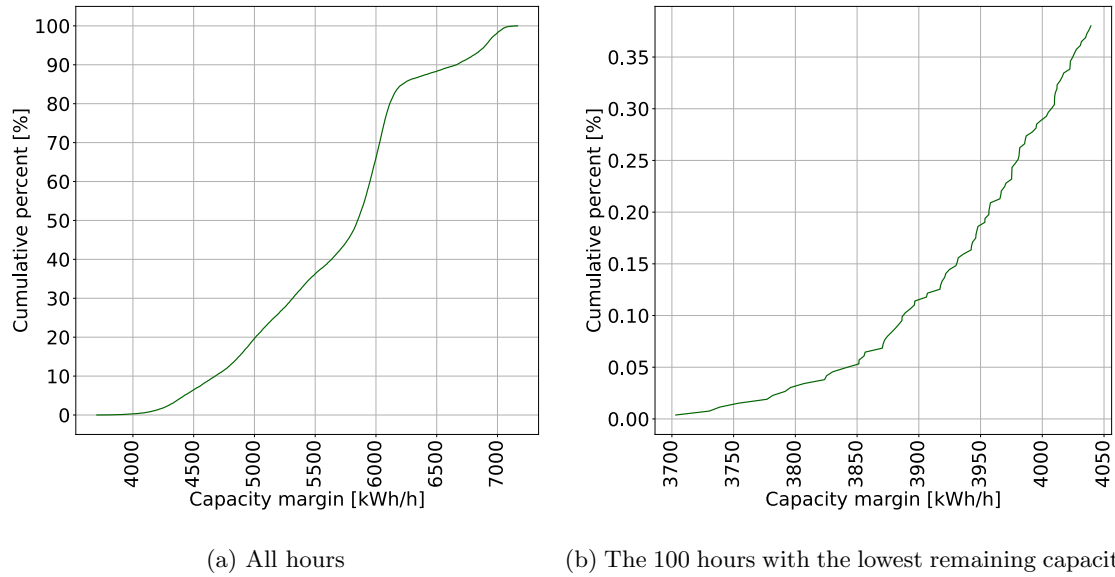 100
90
80
70
60
50
40
30
20
10
0
Cumulative percent [%]
4000 4500 5000 5500 6000 6500 7000
Capacity margin [kWh/h]
(a) All hours
0.35
0.30
0.25
0.20
0.15
0.10
0.05
0.00
Cumulative percent [%]
3700 3750 3800 3850 3900 3950 4000 4050
Capacity margin [kWh/h]
(b) The 100 hours with the lowest remaining capacit